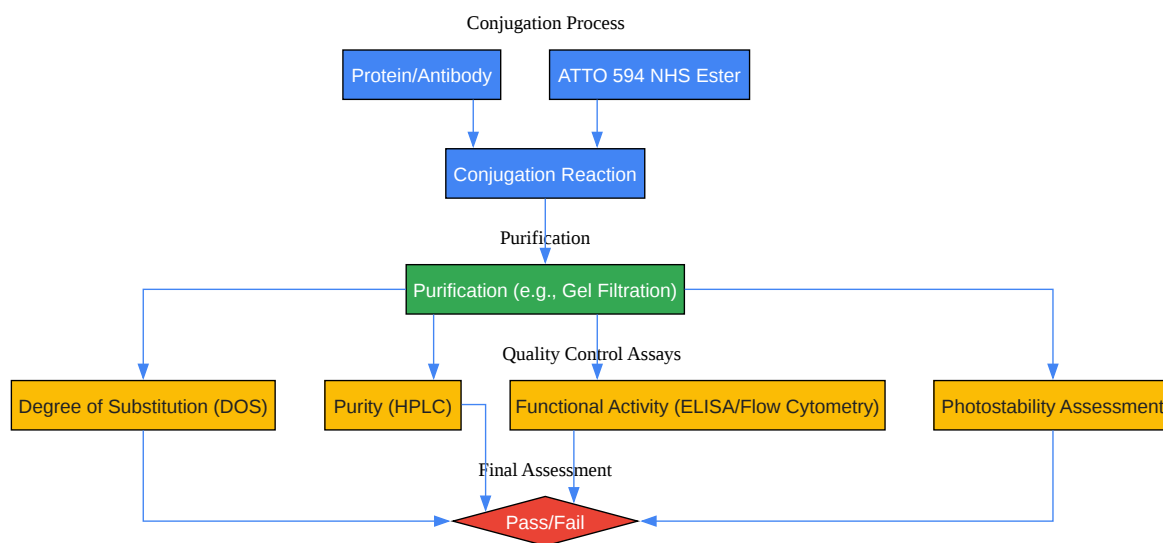 Conjugation Process
Protein/Antibody
ATTO 594 NHS Ester
Conjugation Reaction
Purification
Purification (e.g., Gel Filtration)
Quality Control Assays
Degree of Substitution (DOS)
Purity (HPLC)
Functional Activity (ELISA/Flow Cytometry)
Photostability Assessment
Final Assessment
Pass/Fail